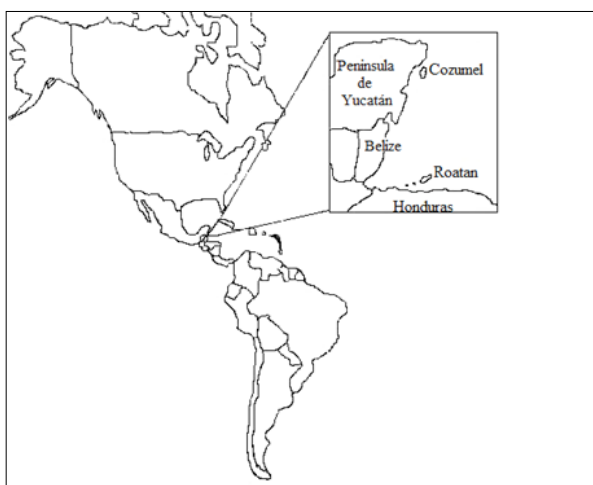 Peninsula
de
Yucatán
Cozumel
Belize
Roatan
Honduras